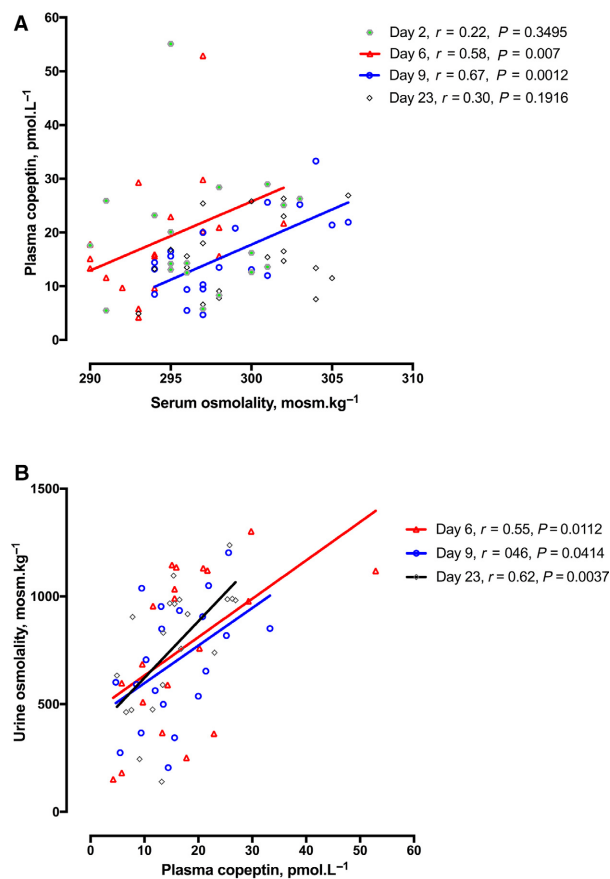 A
Day 2, r = 0.22, P = 0.3495
Day 6, r = 0.58, P = 0.007
Day 9, r = 0.67, P = 0.0012
Day 23, r = 0.30, P = 0.1916
Plasma copeptin, pmol.L⁻¹
60
50
40
30
20
10
0
290 295 300 305 310
Serum osmolality, mosm.kg⁻¹
B
Day 6, r = 0.55, P = 0.0112
Day 9, r = 046, P = 0.0414
Day 23, r = 0.62, P = 0.0037
Urine osmolality, mosm.kg⁻¹
1500
1000
500
0
0 10 20 30 40 50 60
Plasma copeptin, pmol.L⁻¹